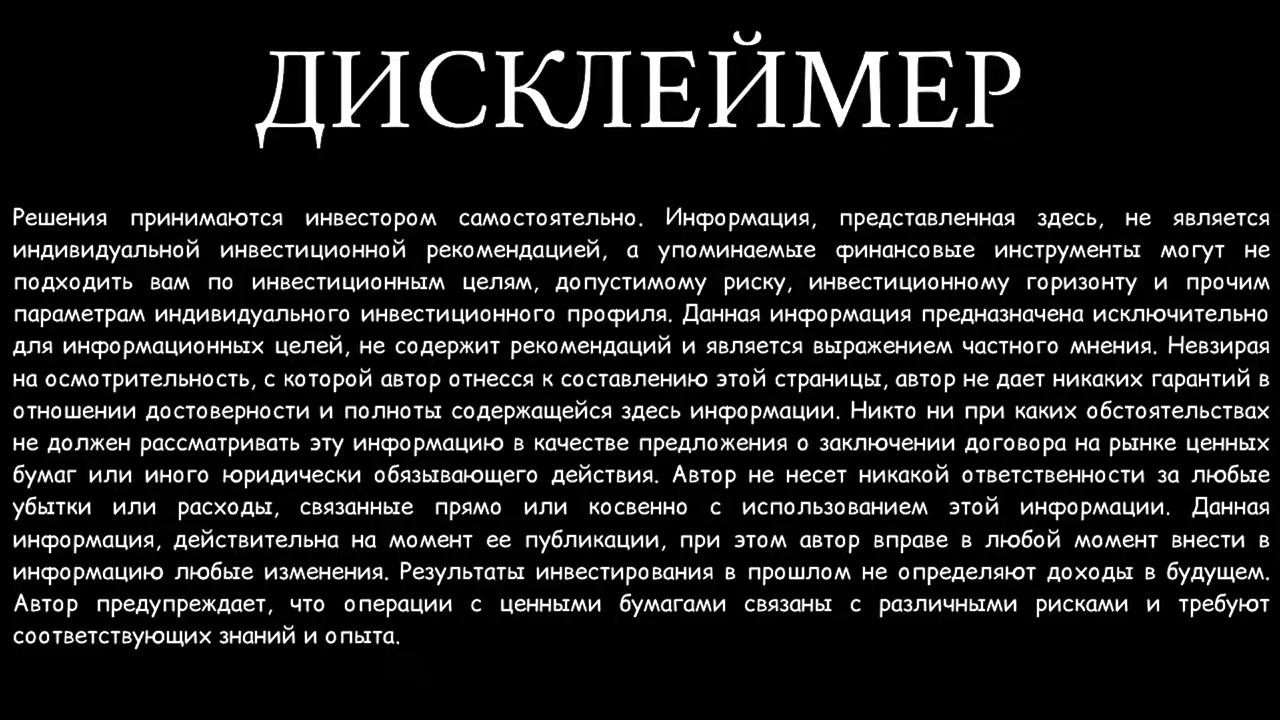 ДИСКЛЕЙМЕР
Решения принимаются инвестором самостоятельно. Информация, представленная здесь, не является
индивидуальной инвестиционной рекомендацией, а упоминаемые финансовые инструменты могут не
подходить вам по инвестиционным целям, допустимому риску, инвестиционному горизонту и прочим
параметрам индивидуального инвестиционного профиля. Данная информация предназначена исключительно
для информационных целей, не содержит рекомендаций и является выражением частного мнения. Невзирая
на осмотрительность, с которой автор отнесся к составлению этой страницы, автор не дает никаких гарантий в
отношении достоверности и полноты содержащейся здесь информации. Никто ни при каких обстоятельствах
не должен рассматривать эту информацию в качестве предложения о заключении договора на рынке ценных
бумаг или иного юридически обязывающего действия. Автор не несет никакой ответственности за любые
убытки или расходы, связанные прямо или косвенно с использованием этой информации. Данная
информация, действительна на момент ее публикации, при этом автор вправе в любой момент внести в
информацию любые изменения. Результаты инвестирования в прошлом не определяют доходы в будущем.
Автор предупреждает, что операции с ценными бумагами связаны с различными рисками и требуют
соответствующих знаний и опыта.